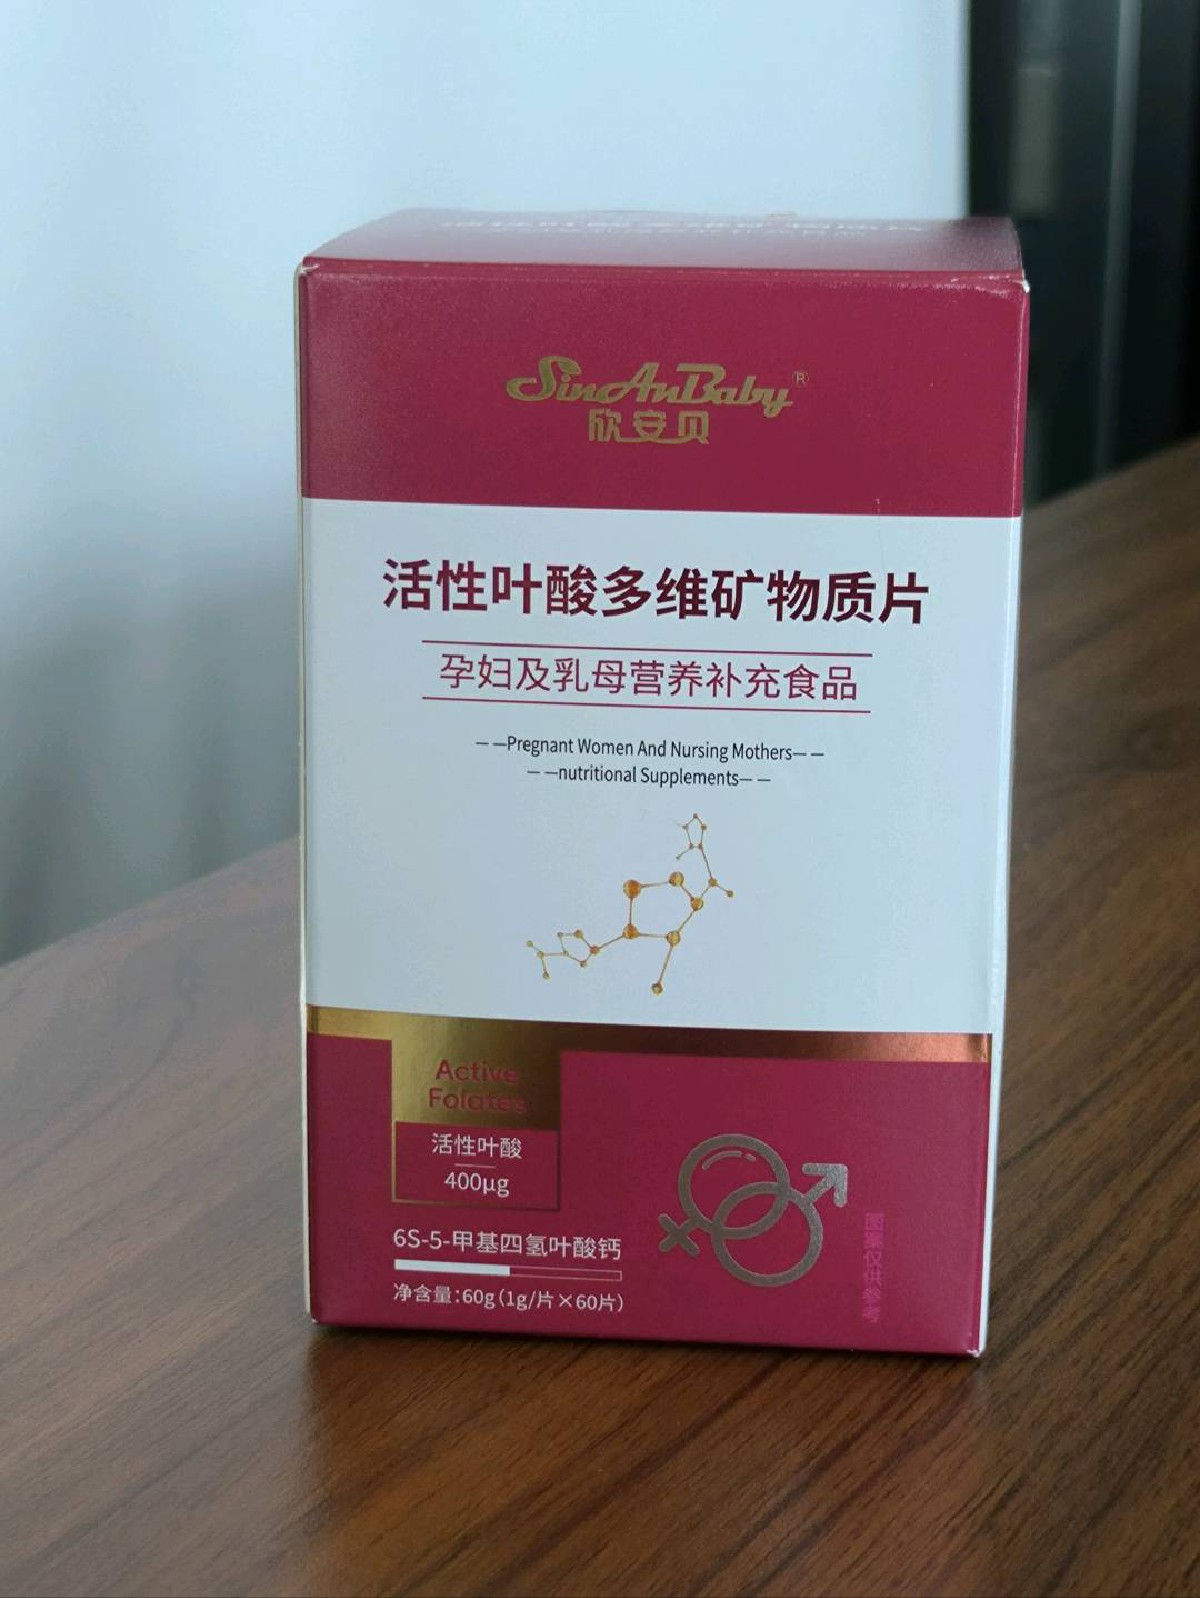 SinAnBaby®
欣安贝
活性叶酸多维矿物质片
孕妇及乳母营养补充食品
——Pregnant Women And Nursing Mothers——
——nutritional Supplements——
Active
Folates
活性叶酸
400μg
6S-5-甲基四氢叶酸钙
净含量:60g(1g/片×60片)
图案仅供参考